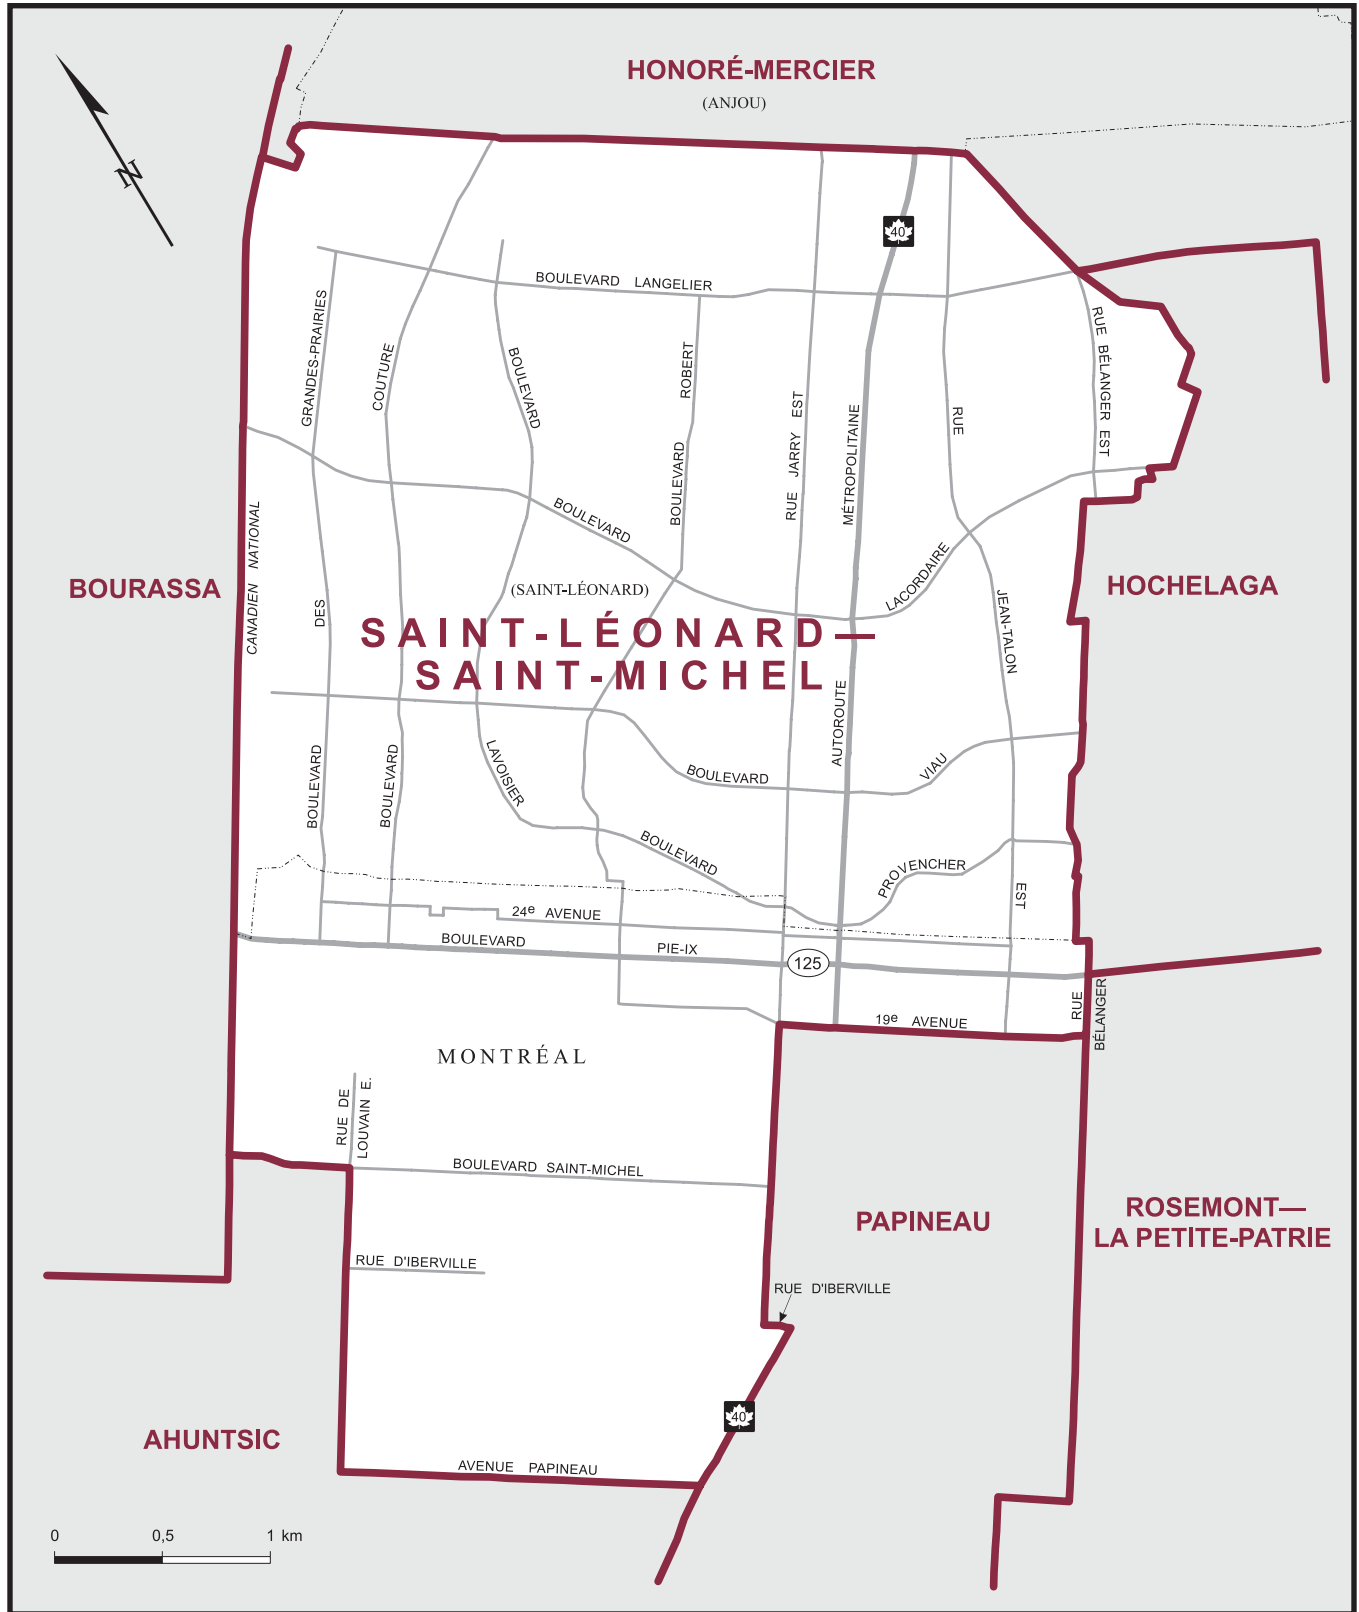 HONORÉ-MERCIER
(ANJOU)
N
40
BOULEVARD LANGELIER
GRANDES-PRAIRIES
COUTURE
BOULEVARD
ROBERT
RUE BÉLANGER EST
RUE JARRY EST
MÉTROPOLITAINE
RUE
BOULEVARD
BOULEVARD
CANADIEN NATIONAL
LACORDAIRE
BOURASSA
(SAINT-LÉONARD)
HOCHELAGA
DES
JEAN-TALON
SAINT-LÉONARD—
SAINT-MICHEL
AUTOROUTE
BOULEVARD
BOULEVARD
LAVOISIER
BOULEVARD
VIAU
BOULEVARD
PROVENCHER
EST
24e AVENUE
BOULEVARD PIE-IX
125
RUE
BÉLANGER
19e AVENUE
MONTRÉAL
RUE DE
LOUVAIN E.
BOULEVARD SAINT-MICHEL
PAPINEAU
ROSEMONT—
LA PETITE-PATRIE
RUE D'IBERVILLE
RUE D'IBERVILLE
40
AHUNTSIC
AVENUE PAPINEAU
0 0,5 1 km